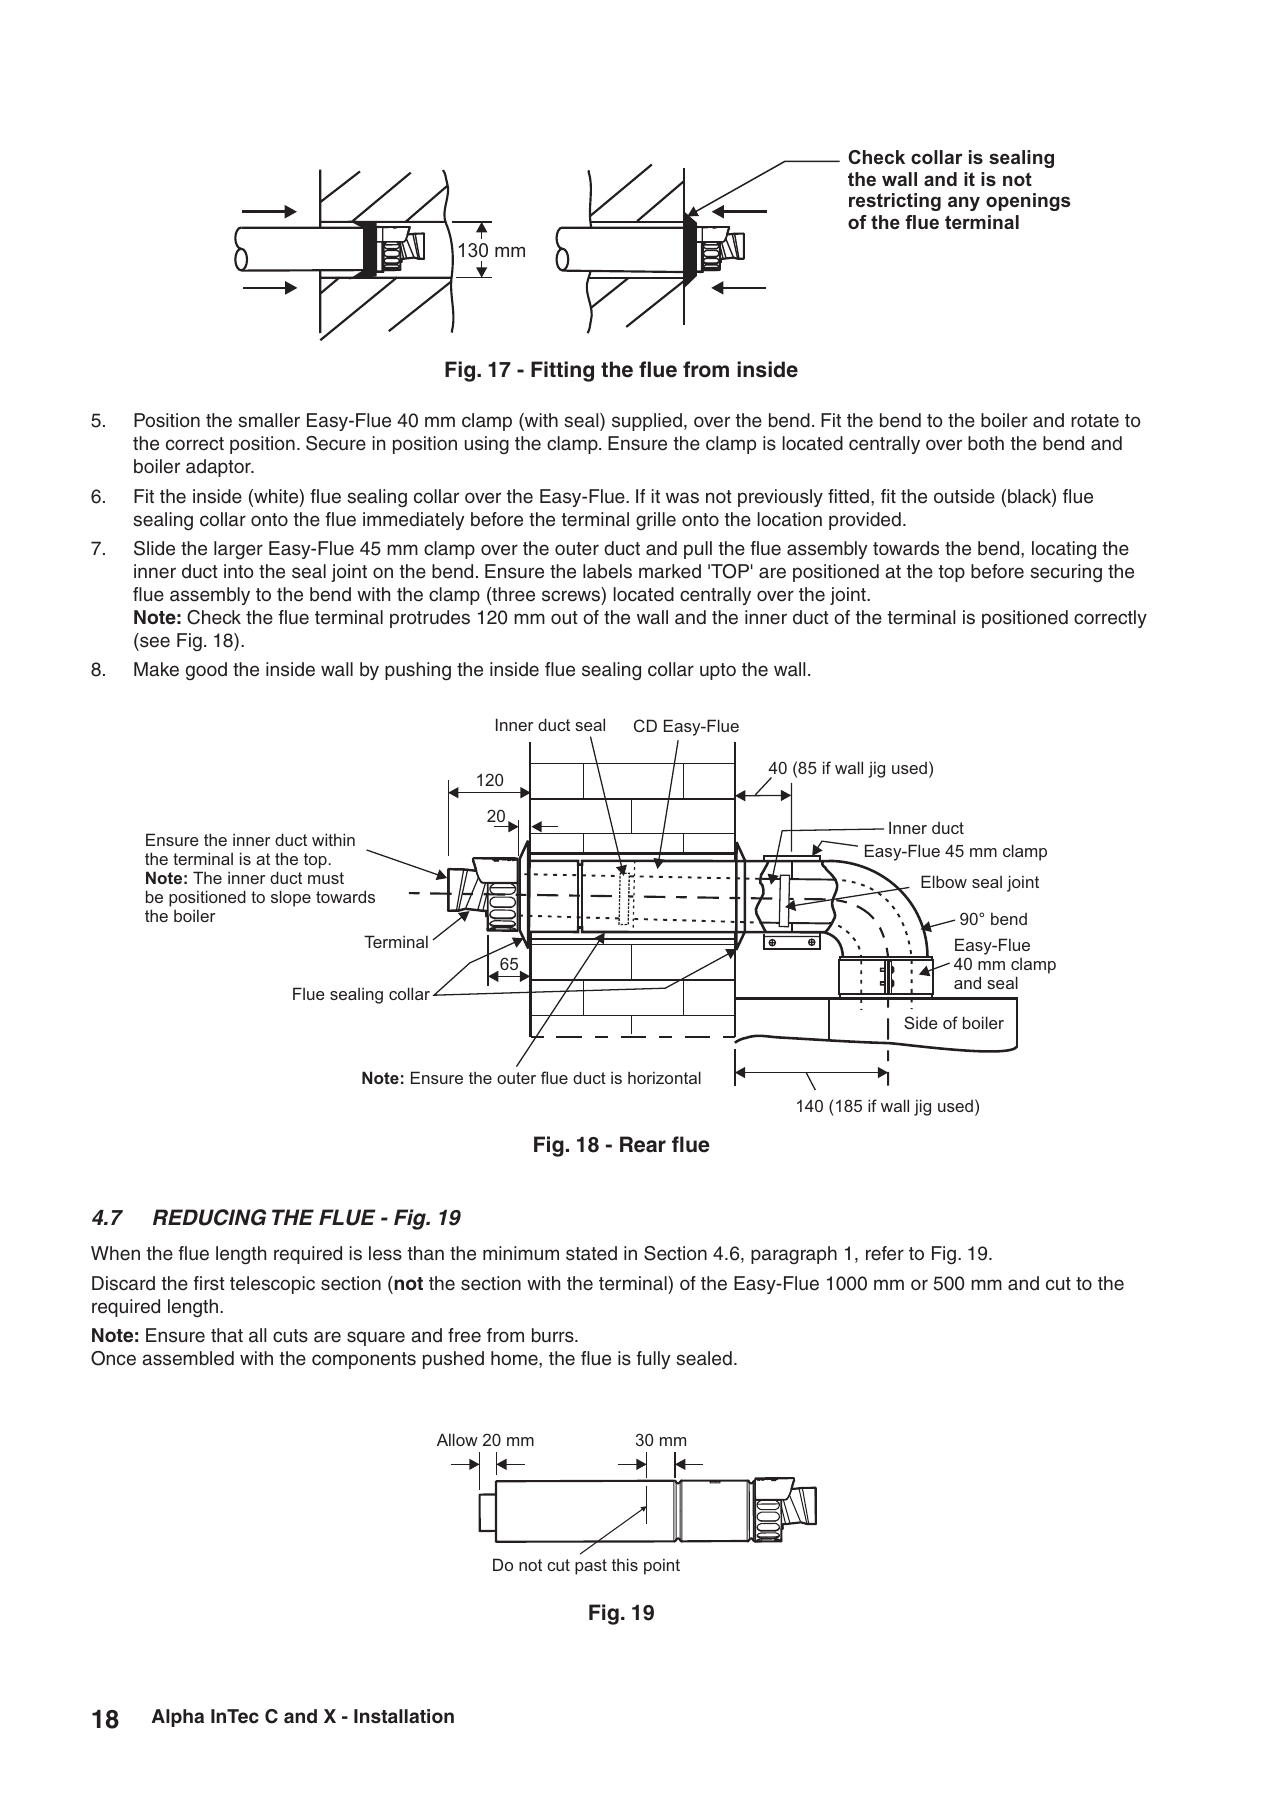 Check collar is sealing
the wall and it is not
restricting any openings
of the flue terminal
130 mm
Fig. 17 - Fitting the flue from inside
5. Position the smaller Easy-Flue 40 mm clamp (with seal) supplied, over the bend. Fit the bend to the boiler and rotate to
the correct position. Secure in position using the clamp. Ensure the clamp is located centrally over both the bend and
boiler adaptor.
6. Fit the inside (white) flue sealing collar over the Easy-Flue. If it was not previously fitted, fit the outside (black) flue
sealing collar onto the flue immediately before the terminal grille onto the location provided.
7. Slide the larger Easy-Flue 45 mm clamp over the outer duct and pull the flue assembly towards the bend, locating the
inner duct into the seal joint on the bend. Ensure the labels marked 'TOP' are positioned at the top before securing the
flue assembly to the bend with the clamp (three screws) located centrally over the joint.
Note: Check the flue terminal protrudes 120 mm out of the wall and the inner duct of the terminal is positioned correctly
(see Fig. 18).
8. Make good the inside wall by pushing the inside flue sealing collar upto the wall.
Inner duct seal CD Easy-Flue
40 (85 if wall jig used)
120
20
Ensure the inner duct within
the terminal is at the top.
Note: The inner duct must
be positioned to slope towards
the boiler
Inner duct
Easy-Flue 45 mm clamp
Elbow seal joint
90° bend
Easy-Flue
40 mm clamp
and seal
Terminal
65
Flue sealing collar
Side of boiler
Note: Ensure the outer flue duct is horizontal
140 (185 if wall jig used)
Fig. 18 - Rear flue
4.7 REDUCING THE FLUE - Fig. 19
When the flue length required is less than the minimum stated in Section 4.6, paragraph 1, refer to Fig. 19.
Discard the first telescopic section (not the section with the terminal) of the Easy-Flue 1000 mm or 500 mm and cut to the
required length.
Note: Ensure that all cuts are square and free from burrs.
Once assembled with the components pushed home, the flue is fully sealed.
Allow 20 mm 30 mm
Do not cut past this point
Fig. 19
18 Alpha InTec C and X - Installation